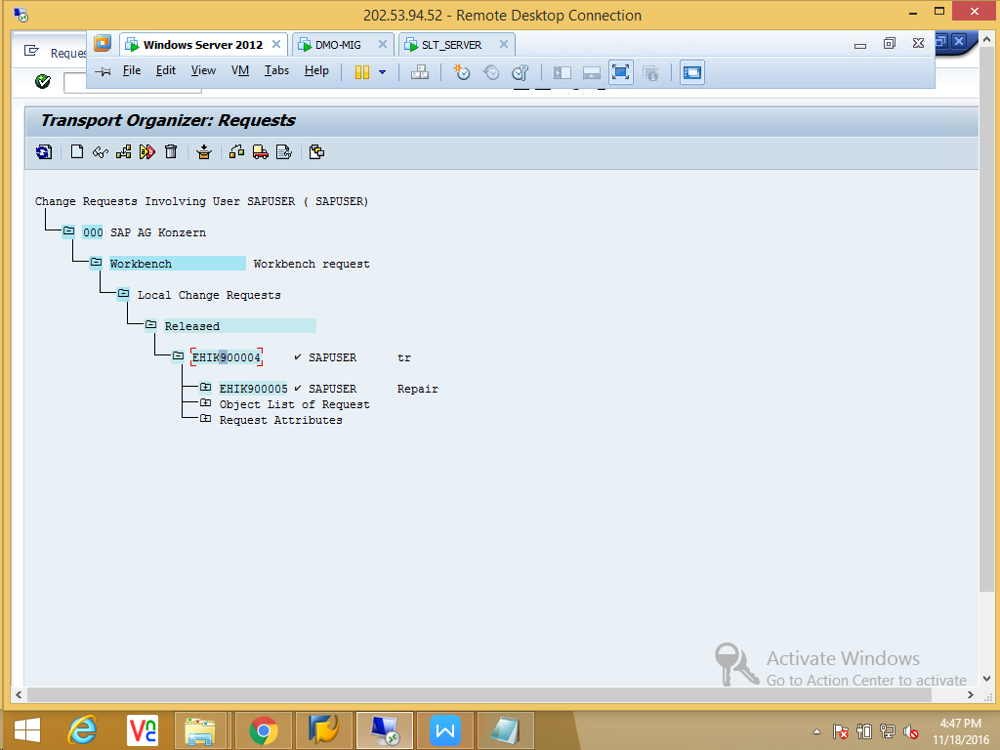 202.53.94.52 - Remote Desktop Connection
Windows Server 2012
DMO-MIG
SLT_SERVER
File Edit View VM Tabs Help
Transport Organizer: Requests
Change Requests Involving User SAPUSER ( SAPUSER)
000 SAP AG Konzern
Workbench Workbench request
Local Change Requests
Released
EHIK900004 SAPUSER tr
EHIK900005 SAPUSER Repair
Object List of Request
Request Attributes
Activate Windows
Go to Action Center to activate
4:47 PM
11/18/2016